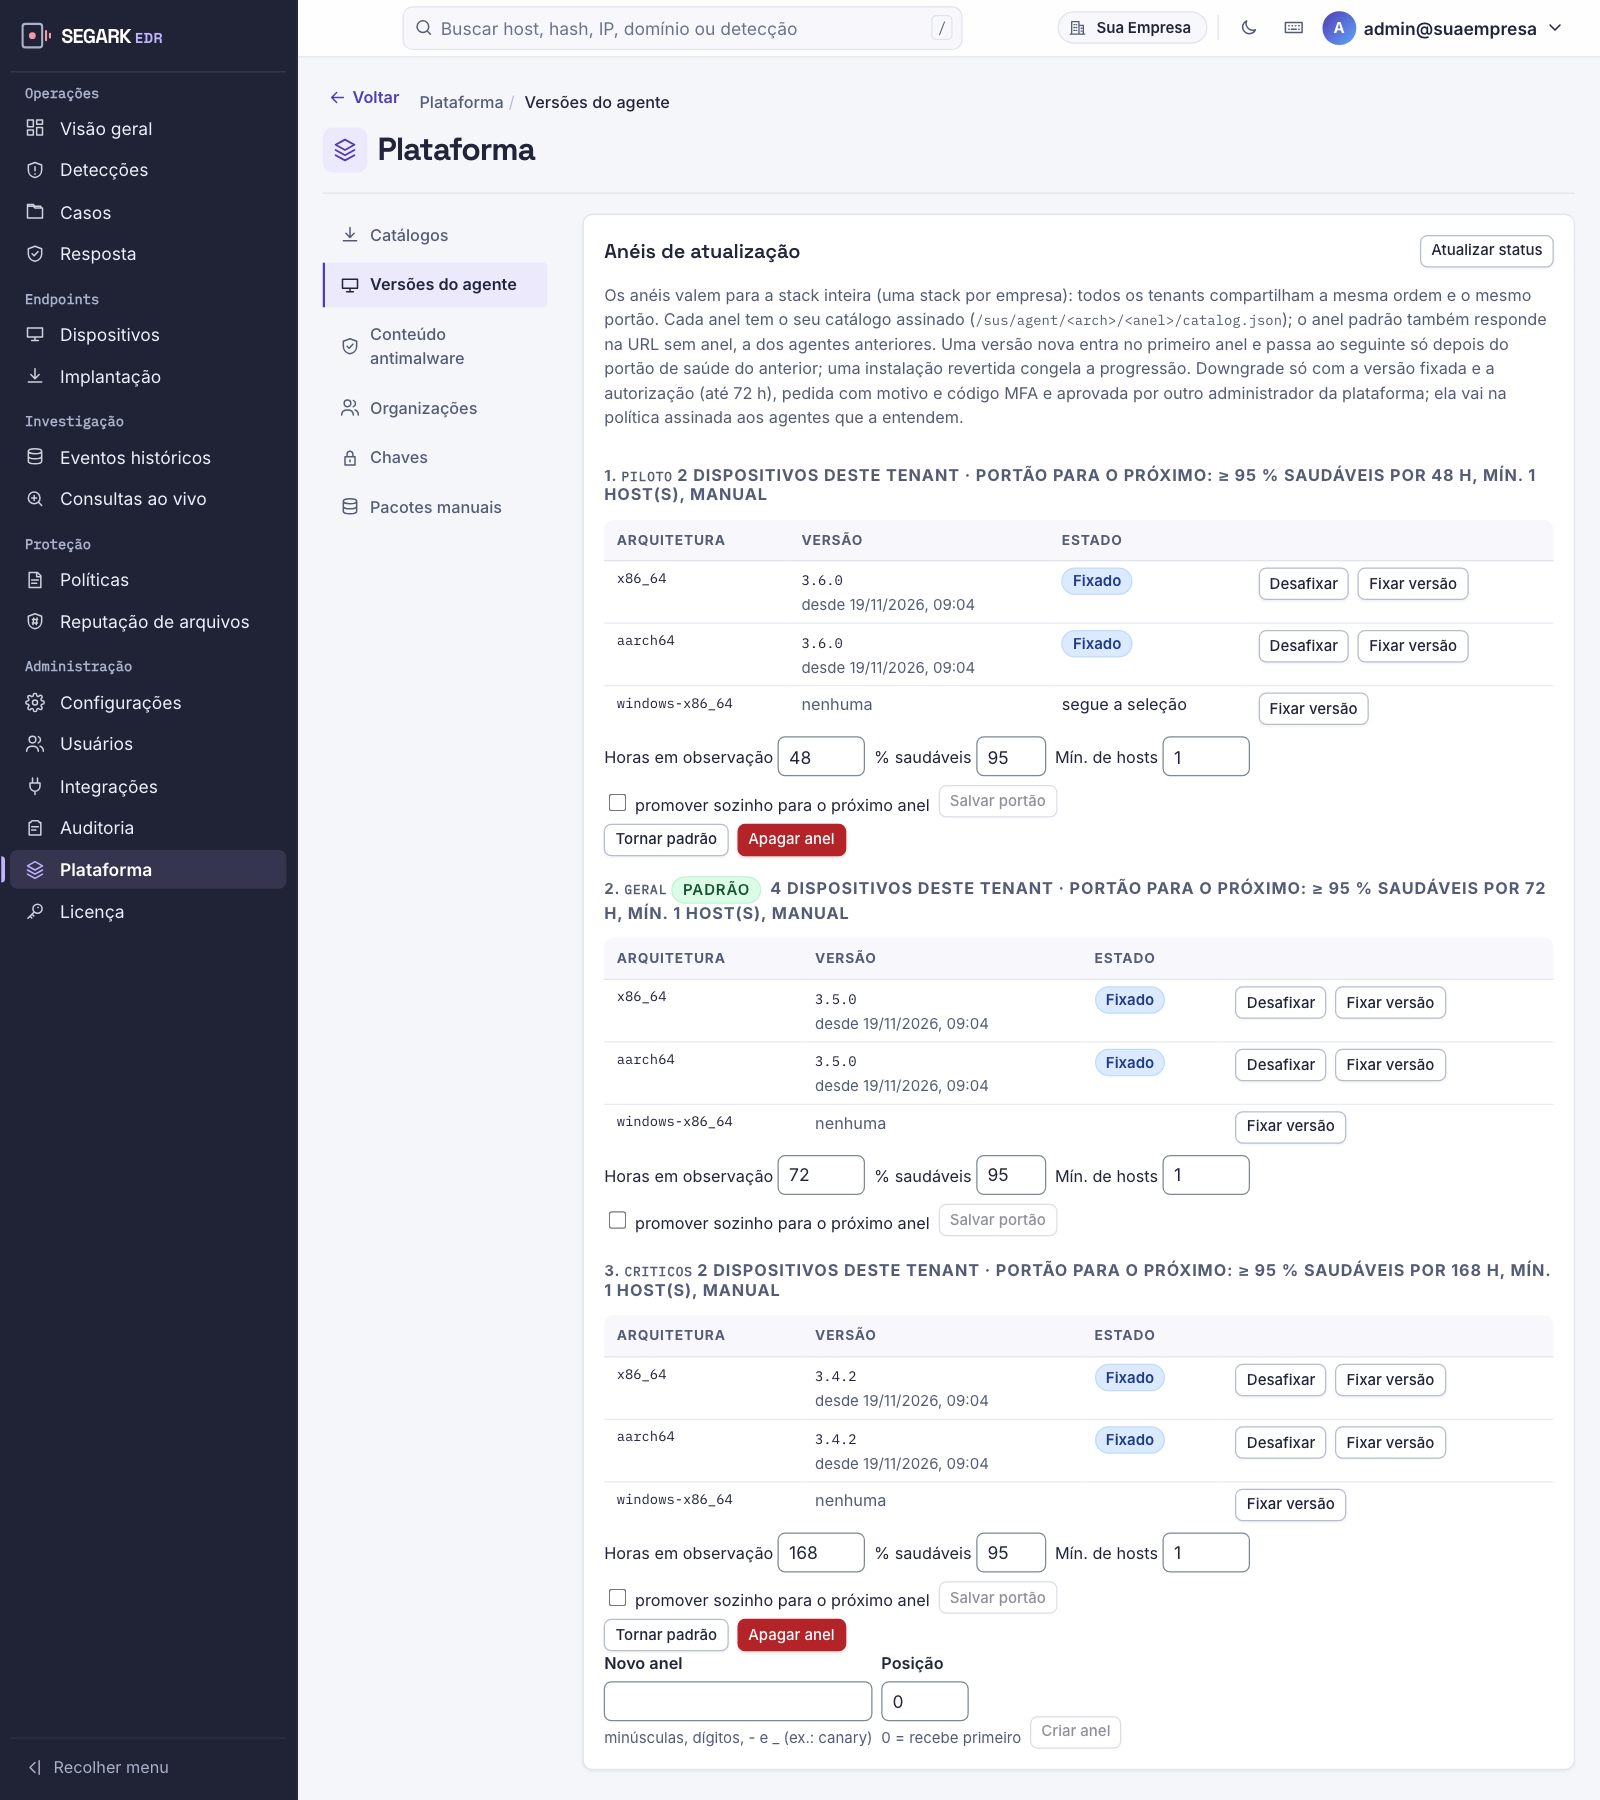 SEGARK EDR
Buscar host, hash, IP, domínio ou detecção
/
Sua Empresa
A
admin@suaempresa
Operações
Visão geral
Detecções
Casos
Resposta
Endpoints
Dispositivos
Implantação
Investigação
Eventos históricos
Consultas ao vivo
Proteção
Políticas
Reputação de arquivos
Administração
Configurações
Usuários
Integrações
Auditoria
Plataforma
Licença
Recolher menu
Voltar
Plataforma / Versões do agente
Plataforma
Catálogos
Versões do agente
Conteúdo
antimalware
Organizações
Chaves
Pacotes manuais
Anéis de atualização
Atualizar status
Os anéis valem para a stack inteira (uma stack por empresa): todos os tenants compartilham a mesma ordem e o mesmo
portão. Cada anel tem o seu catálogo assinado (/sus/agent/<arch>/<anel>/catalog.json); o anel padrão também responde
na URL sem anel, a dos agentes anteriores. Uma versão nova entra no primeiro anel e passa ao seguinte só depois do
portão de saúde do anterior; uma instalação revertida congela a progressão. Downgrade só com a versão fixada e a
autorização (até 72 h), pedida com motivo e código MFA e aprovada por outro administrador da plataforma; ela vai na
política assinada aos agentes que a entendem.
1. PILOTO 2 DISPOSITIVOS DESTE TENANT · PORTÃO PARA O PRÓXIMO: ≥ 95 % SAUDÁVEIS POR 48 H, MÍN. 1
HOST(S), MANUAL
ARQUITETURA VERSÃO ESTADO
x86_64 3.6.0 Fixado Desafixar Fixar versão
desde 19/11/2026, 09:04
aarch64 3.6.0 Fixado Desafixar Fixar versão
desde 19/11/2026, 09:04
windows-x86_64 nenhuma segue a seleção Fixar versão
Horas em observação 48 % saudáveis 95 Mín. de hosts 1
promover sozinho para o próximo anel Salvar portão
Tornar padrão Apagar anel
2. GERAL PADRÃO 4 DISPOSITIVOS DESTE TENANT · PORTÃO PARA O PRÓXIMO: ≥ 95 % SAUDÁVEIS POR 72
H, MÍN. 1 HOST(S), MANUAL
ARQUITETURA VERSÃO ESTADO
x86_64 3.5.0 Fixado Desafixar Fixar versão
desde 19/11/2026, 09:04
aarch64 3.5.0 Fixado Desafixar Fixar versão
desde 19/11/2026, 09:04
windows-x86_64 nenhuma Fixar versão
Horas em observação 72 % saudáveis 95 Mín. de hosts 1
promover sozinho para o próximo anel Salvar portão
3. CRITICOS 2 DISPOSITIVOS DESTE TENANT · PORTÃO PARA O PRÓXIMO: ≥ 95 % SAUDÁVEIS POR 168 H, MÍN.
1 HOST(S), MANUAL
ARQUITETURA VERSÃO ESTADO
x86_64 3.4.2 Fixado Desafixar Fixar versão
desde 19/11/2026, 09:04
aarch64 3.4.2 Fixado Desafixar Fixar versão
desde 19/11/2026, 09:04
windows-x86_64 nenhuma Fixar versão
Horas em observação 168 % saudáveis 95 Mín. de hosts 1
promover sozinho para o próximo anel Salvar portão
Tornar padrão Apagar anel
Novo anel Posição
0
minúsculas, dígitos, - e _ (ex.: canary) 0 = recebe primeiro Criar anel